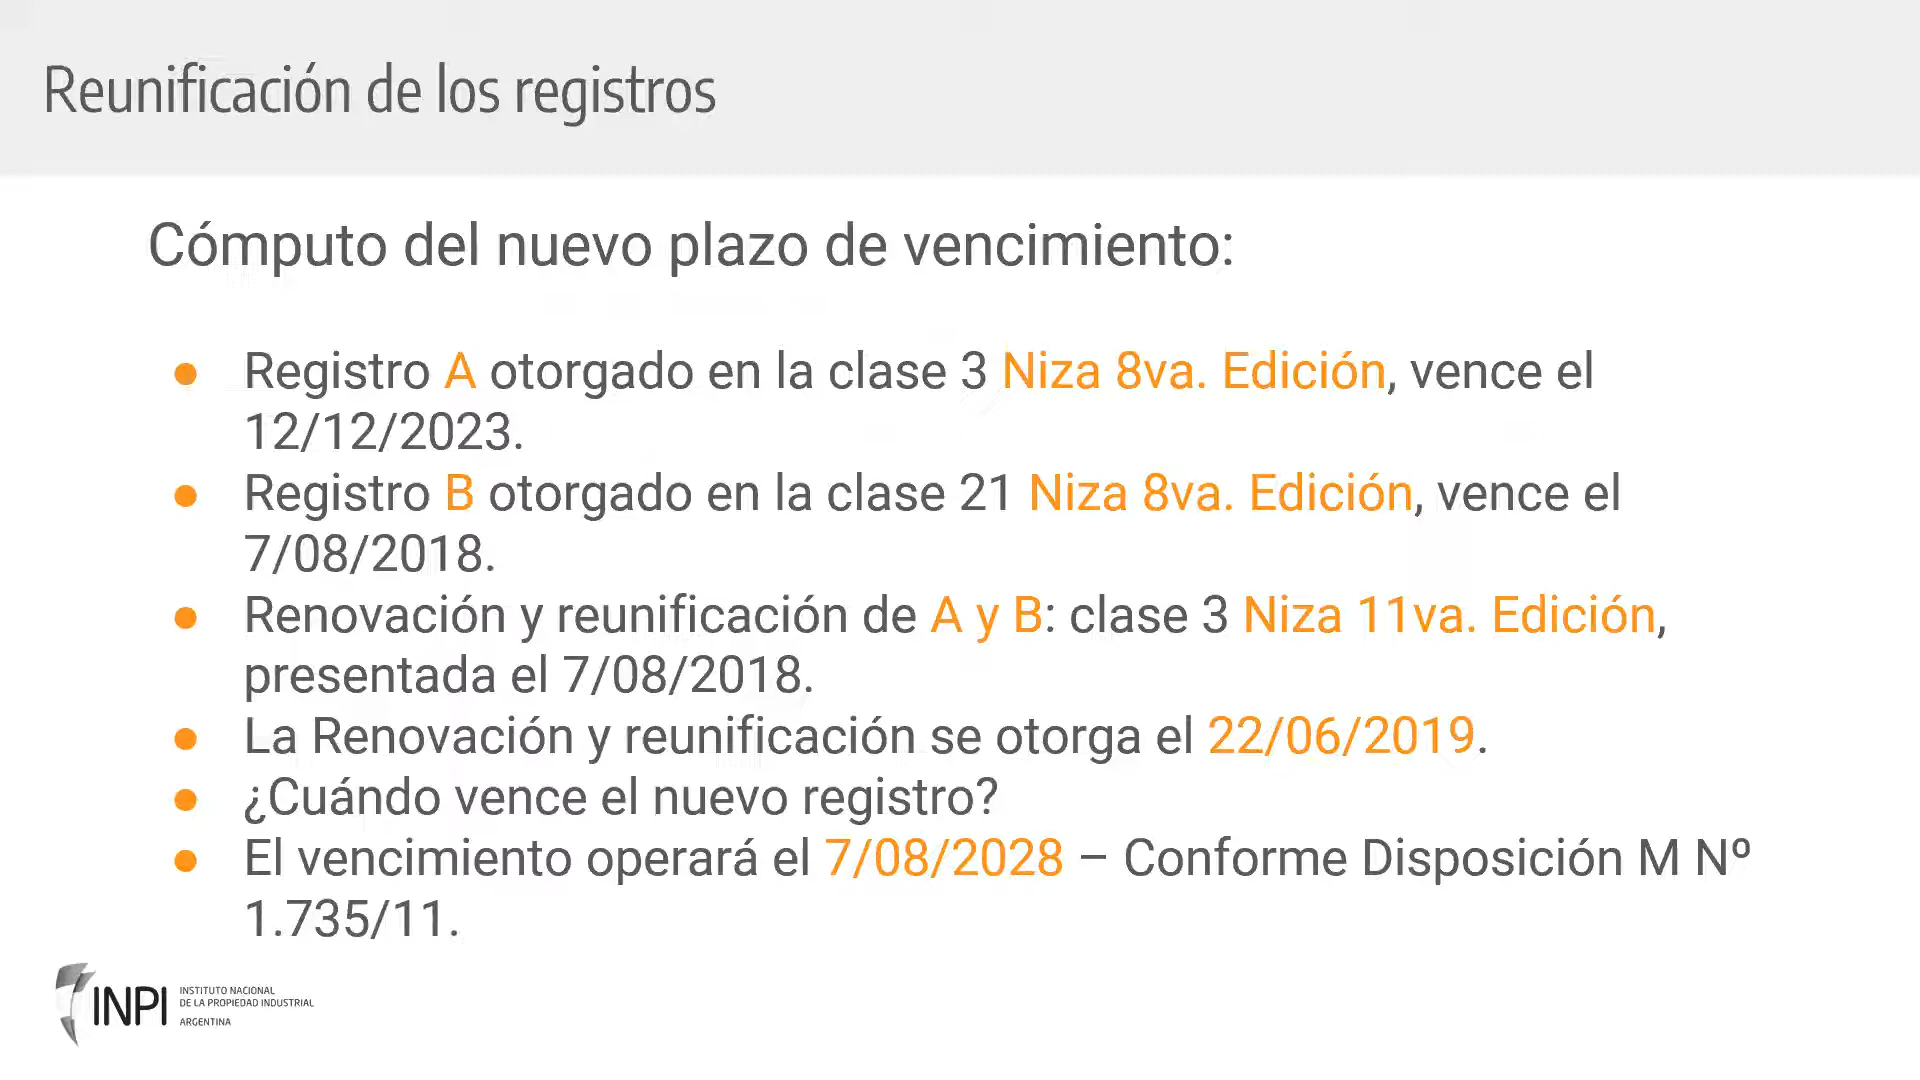 Reunificación de los registros
Cómputo del nuevo plazo de vencimiento:
● Registro A otorgado en la clase 3 Niza 8va. Edición, vence el
12/12/2023.
● Registro B otorgado en la clase 21 Niza 8va. Edición, vence el
7/08/2018.
● Renovación y reunificación de A y B: clase 3 Niza 11va. Edición,
presentada el 7/08/2018.
● La Renovación y reunificación se otorga el 22/06/2019.
● ¿Cuándo vence el nuevo registro?
● El vencimiento operará el 7/08/2028 – Conforme Disposición M Nº
1.735/11.
INPI
INSTITUTO NACIONAL
DE LA PROPIEDAD INDUSTRIAL
ARGENTINA